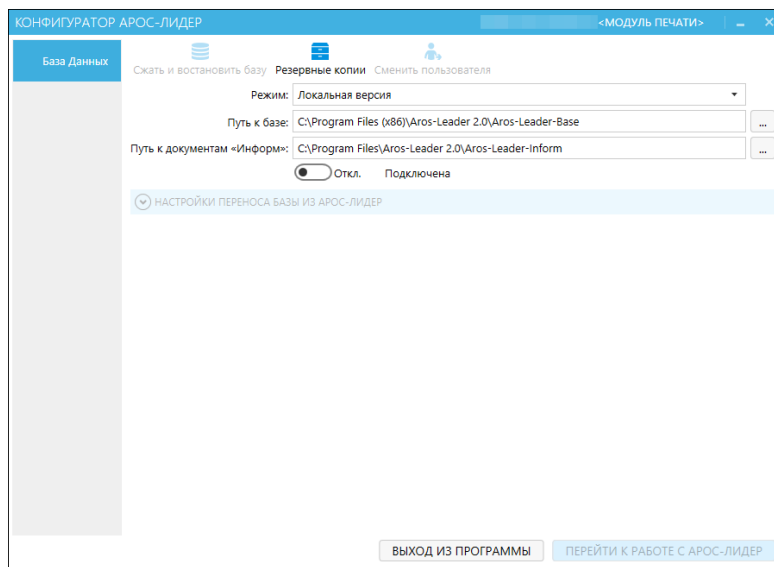 КОНФИГУРАТОР АРОС-ЛИДЕР <МОДУЛЬ ПЕЧАТИ>
База Данных
Сжать и востановить базу Резервные копии Сменить пользователя
Режим: Локальная версия
Путь к базе: C:\Program Files (x86)\Aros-Leader 2.0\Aros-Leader-Base ...
Путь к документам «Информ»: C:\Program Files\Aros-Leader 2.0\Aros-Leader-Inform ...
Откл. Подключена
НАСТРОЙКИ ПЕРЕНОСА БАЗЫ ИЗ АРОС-ЛИДЕР
ВЫХОД ИЗ ПРОГРАММЫ ПЕРЕЙТИ К РАБОТЕ С АРОС-ЛИДЕР